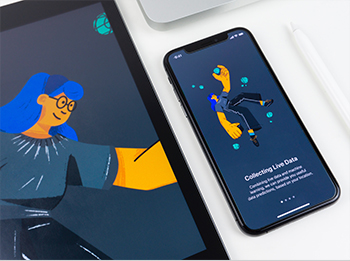 Collecting Live Data
Combining live data and machine
learning, we can provide you useful
data predictions, based on your location.